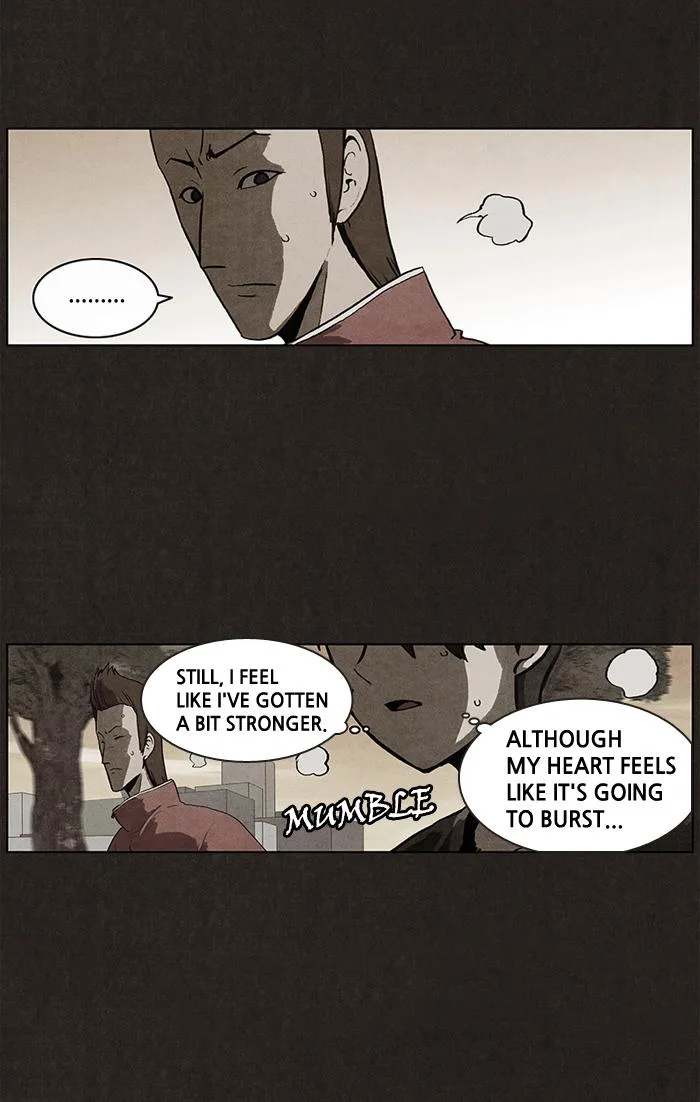 .........
STILL, I FEEL
LIKE I'VE GOTTEN
A BIT STRONGER.
MUMBLE
ALTHOUGH
MY HEART FEELS
LIKE IT'S GOING
TO BURST...